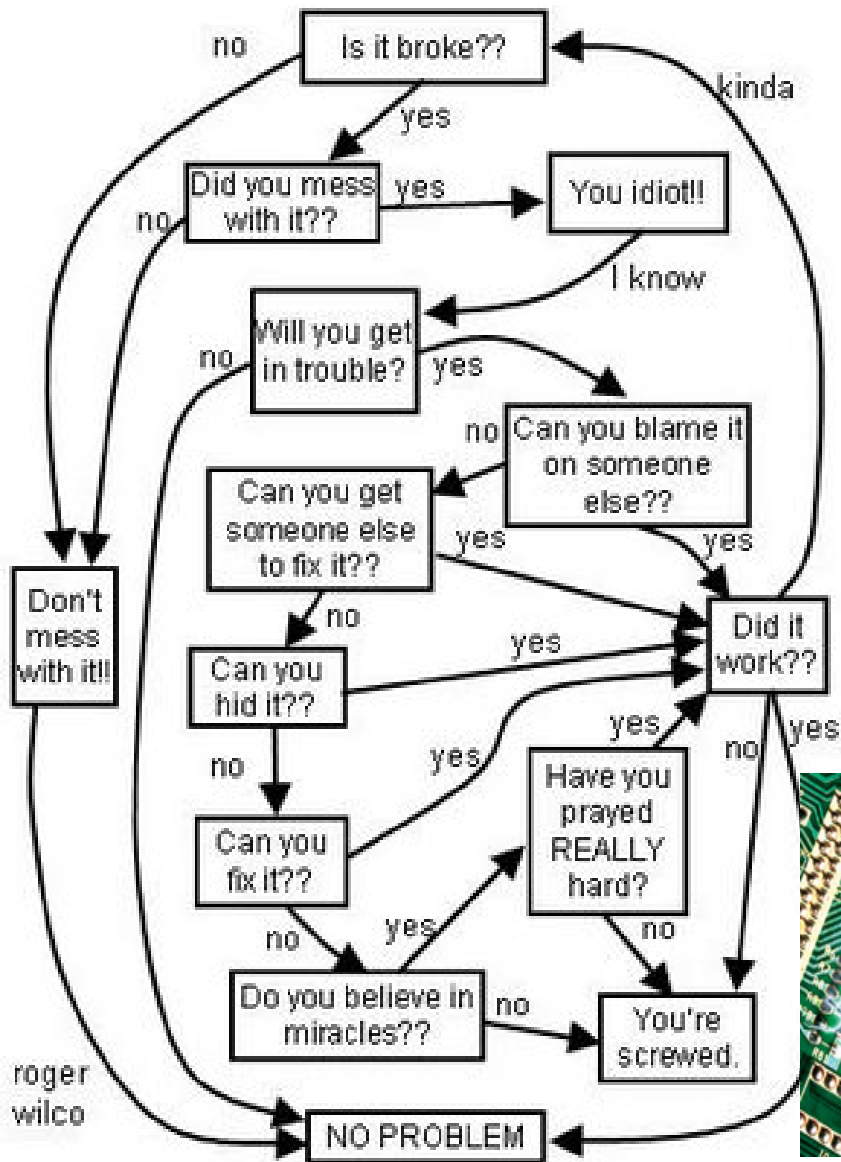 no
Is it broke??
kinda
yes
Did you mess
with it??
yes
You idiot!!
no
I know
Will you get
in trouble?
no
yes
Can you blame it
on someone
else??
no
Can you get
someone else
to fix it??
yes
yes
Don't
mess
with it!!
no
Did it
work??
yes
Can you
hid it??
yes
no
yes
no
yes
Have you
prayed
REALLY
hard?
Can you
fix it??
no
yes
no
Do you believe in
miracles??
no
You're
screwed.
roger
wilco
NO PROBLEM